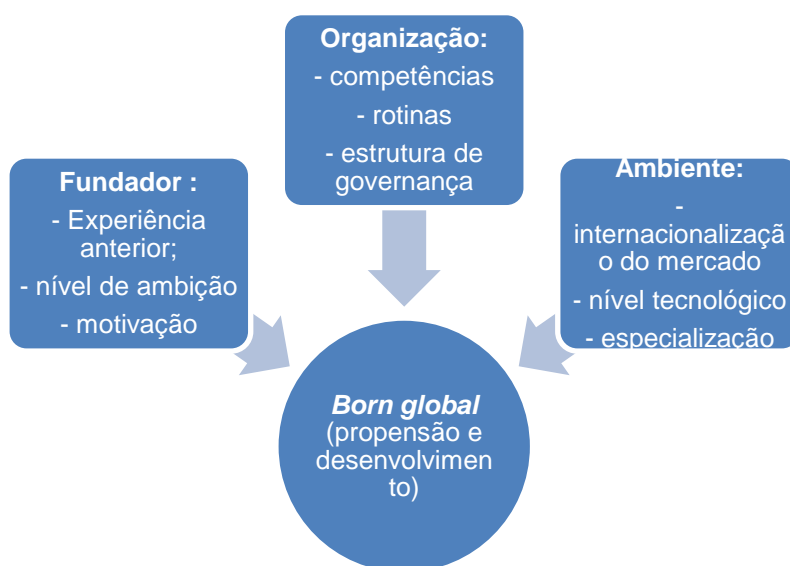 Organização:
- competências
- rotinas
- estrutura de
governança
Fundador :
- Experiência
anterior;
- nível de ambição
- motivação
Ambiente:
-
internacionalizaçã
o do mercado
- nível tecnológico
- especialização
Born global
(propensão e
desenvolvimen
to)